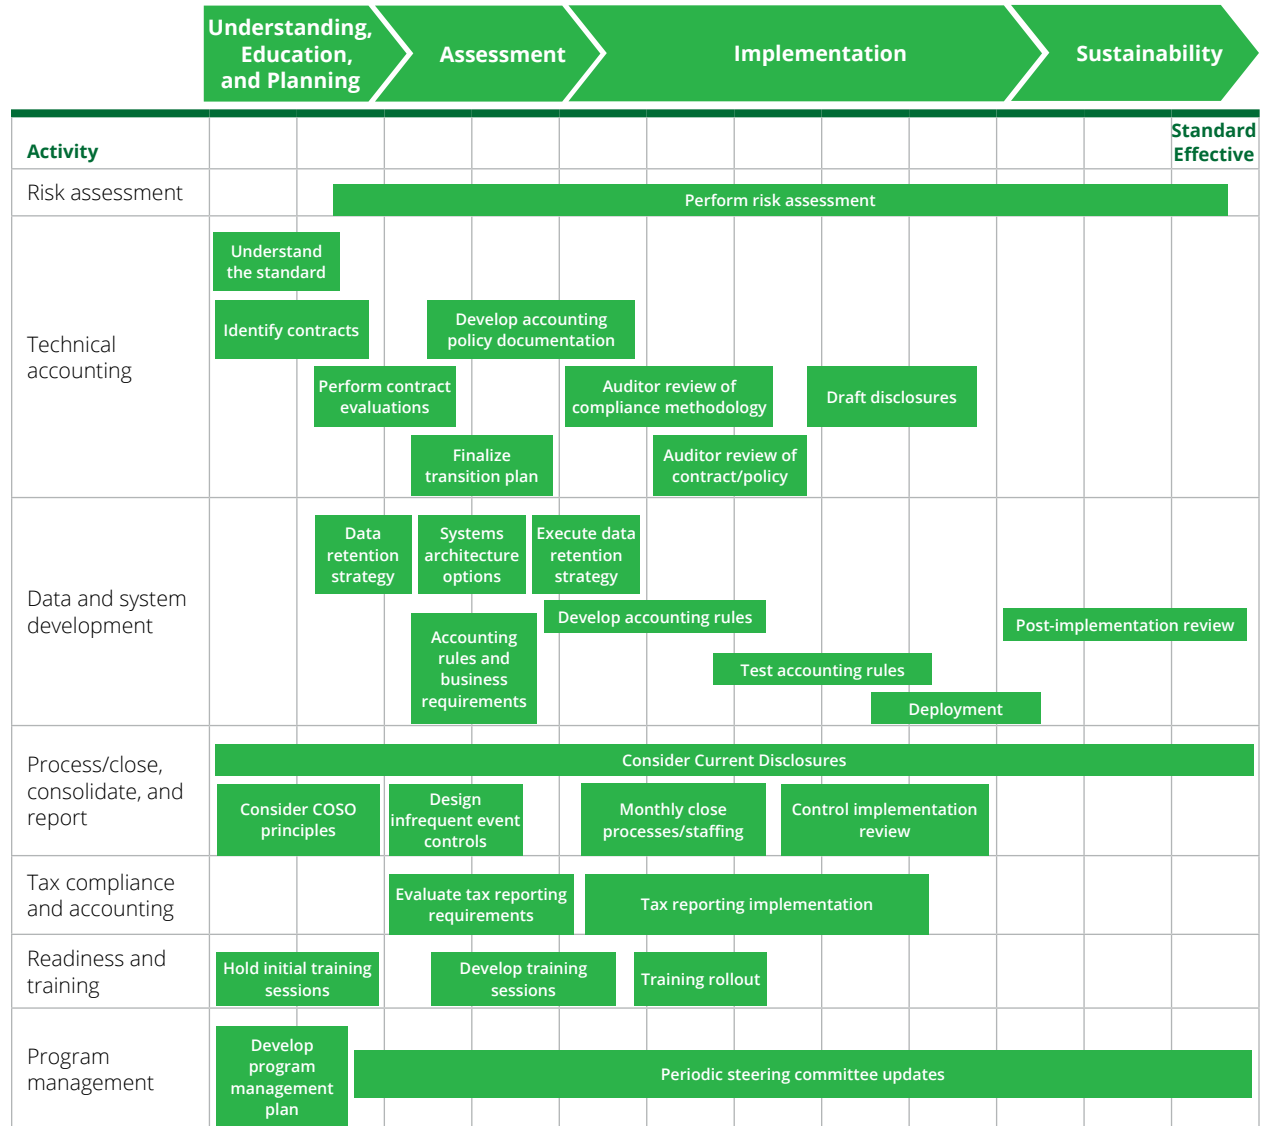 Understanding,
Education,
and Planning
Assessment
Implementation
Sustainability
Activity
Standard
Effective
Risk assessment
Perform risk assessment
Technical
accounting
Understand
the standard
Identify contracts
Develop accounting
policy documentation
Perform contract
evaluations
Auditor review of
compliance methodology
Draft disclosures
Finalize
transition plan
Auditor review of
contract/policy
Data and system
development
Data
retention
strategy
Systems
architecture
options
Execute data
retention
strategy
Develop accounting rules
Accounting
rules and
business
requirements
Post-implementation review
Test accounting rules
Deployment
Process/close,
consolidate, and
report
Consider Current Disclosures
Consider COSO
principles
Design
infrequent event
controls
Monthly close
processes/staffing
Control implementation
review
Tax compliance
and accounting
Evaluate tax reporting
requirements
Tax reporting implementation
Readiness and
training
Hold initial training
sessions
Develop training
sessions
Training rollout
Program
management
Develop
program
management
plan
Periodic steering committee updates